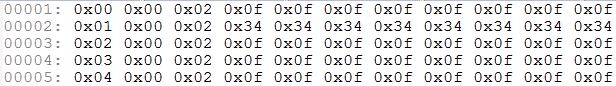 00001: 0x00 0x00 0x02 0x0f 0x0f 0x0f 0x0f 0x0f 0x0f 0x0f 0x0f
00002: 0x01 0x00 0x02 0x34 0x34 0x34 0x34 0x34 0x34 0x34 0x34
00003: 0x02 0x00 0x02 0x0f 0x0f 0x0f 0x0f 0x0f 0x0f 0x0f 0x0f
00004: 0x03 0x00 0x02 0x0f 0x0f 0x0f 0x0f 0x0f 0x0f 0x0f 0x0f
00005: 0x04 0x00 0x02 0x0f 0x0f 0x0f 0x0f 0x0f 0x0f 0x0f 0x0f